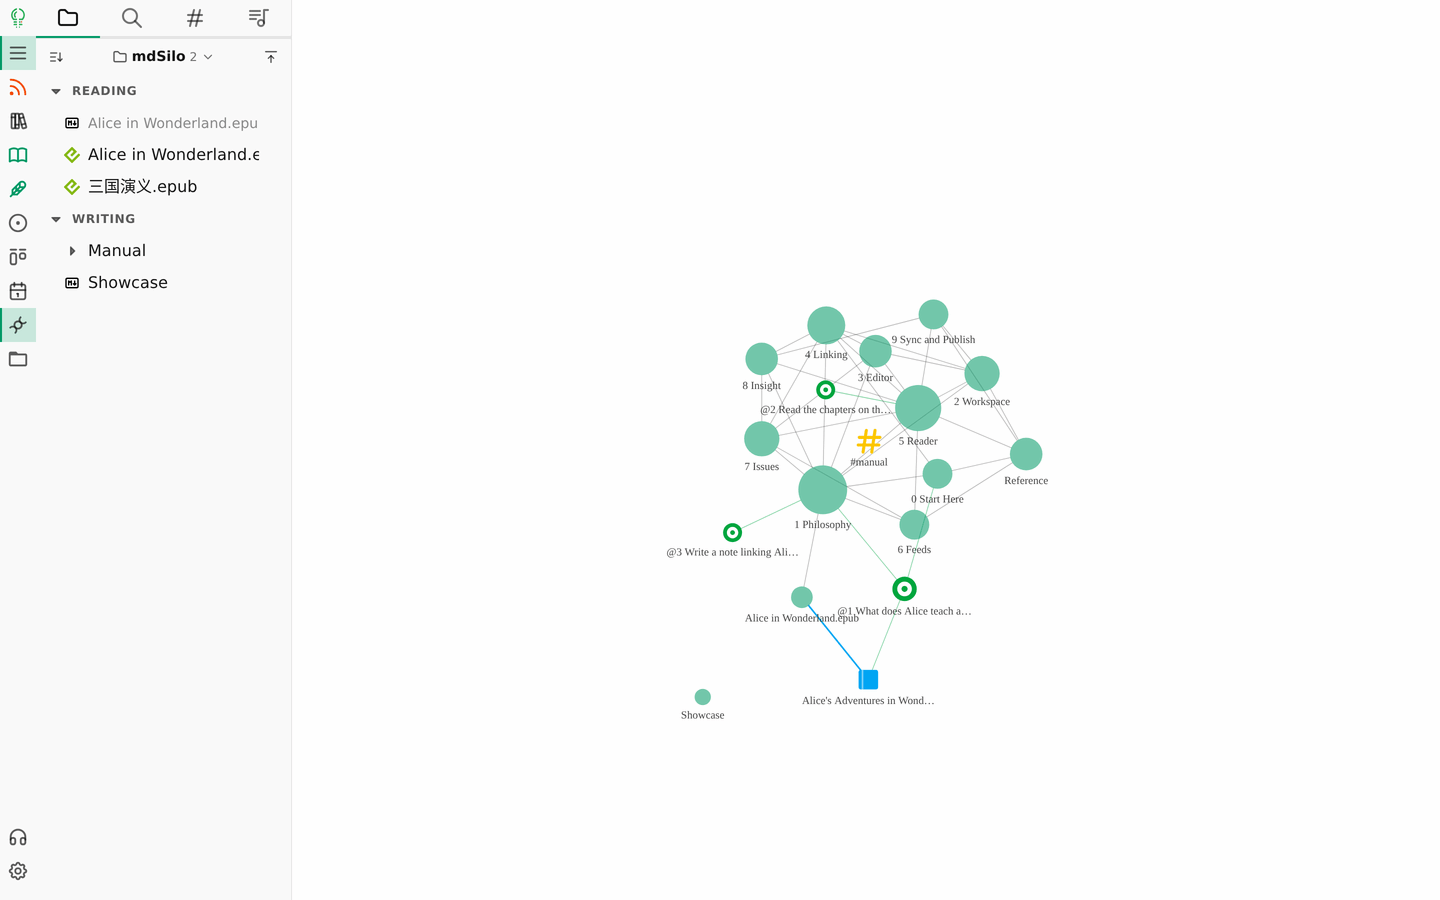 mdSilo 2
READING
Alice in Wonderland.epu
Alice in Wonderland.e
三国演义.epub
WRITING
Manual
Showcase
9 Sync and Publish
4 Linking
3 Editor
8 Insight
2 Workspace
@2 Read the chapters on th…
5 Reader
#manual
7 Issues
Reference
0 Start Here
1 Philosophy
6 Feeds
@3 Write a note linking Ali…
@1 What does Alice teach a…
Alice in Wonderland.epub
Alice's Adventures in Wond…
Showcase